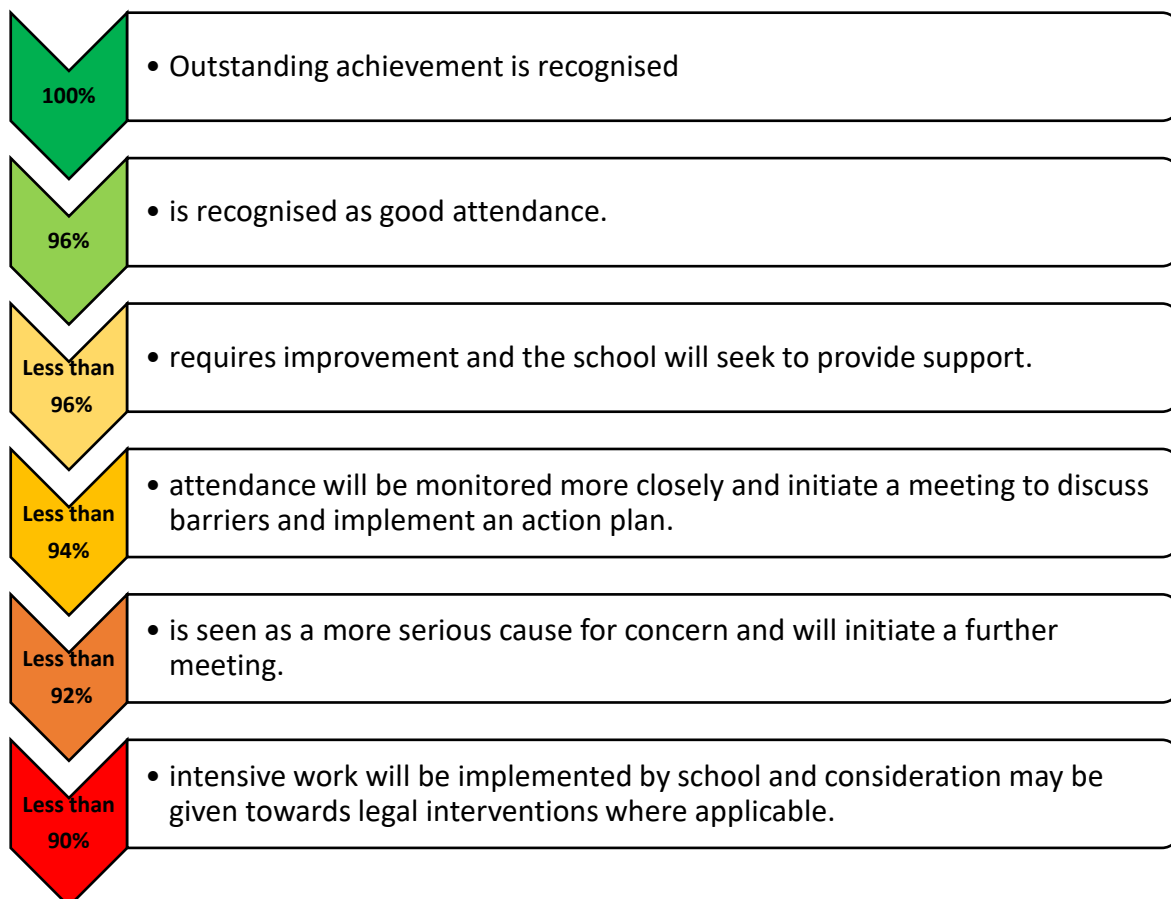 100%
• Outstanding achievement is recognised
96%
• is recognised as good attendance.
Less than
96%
• requires improvement and the school will seek to provide support.
Less than
94%
• attendance will be monitored more closely and initiate a meeting to discuss
barriers and implement an action plan.
Less than
92%
• is seen as a more serious cause for concern and will initiate a further
meeting.
Less than
90%
• intensive work will be implemented by school and consideration may be
given towards legal interventions where applicable.